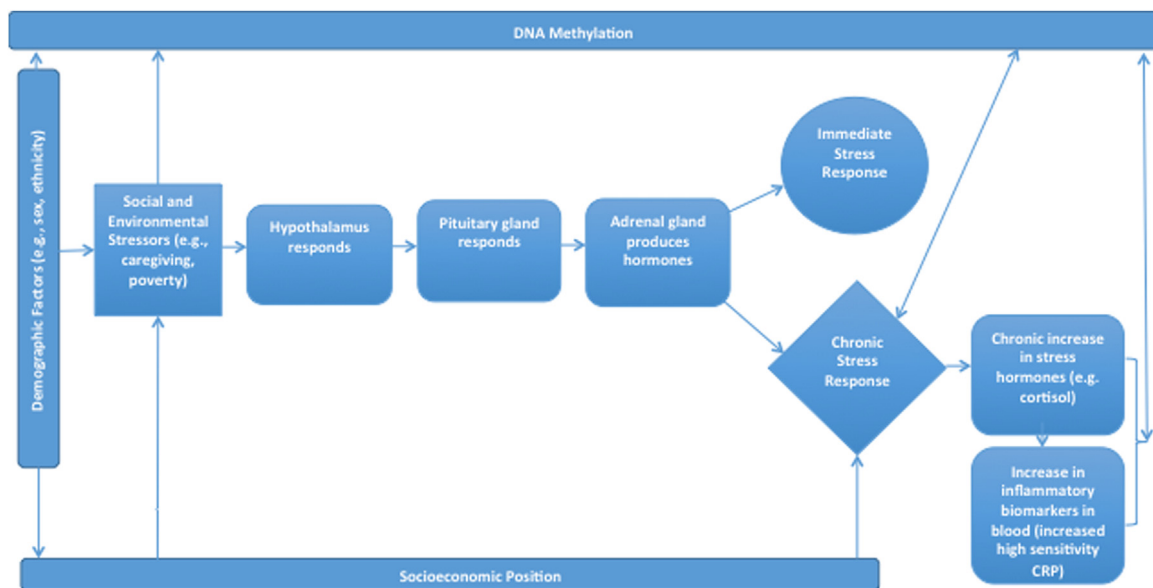 DNA Methylation
Demographic Factors (e.g., sex, ethnicity)
Social and
Environmental
Stressors (e.g.,
caregiving,
poverty)
Hypothalamus
responds
Pituitary gland
responds
Adrenal gland
produces
hormones
Immediate
Stress
Response
Chronic
Stress
Response
Chronic increase
in stress
hormones (e.g.
cortisol)
Increase in
inflammatory
biomarkers in
blood (increased
high sensitivity
CRP)
Socioeconomic Position